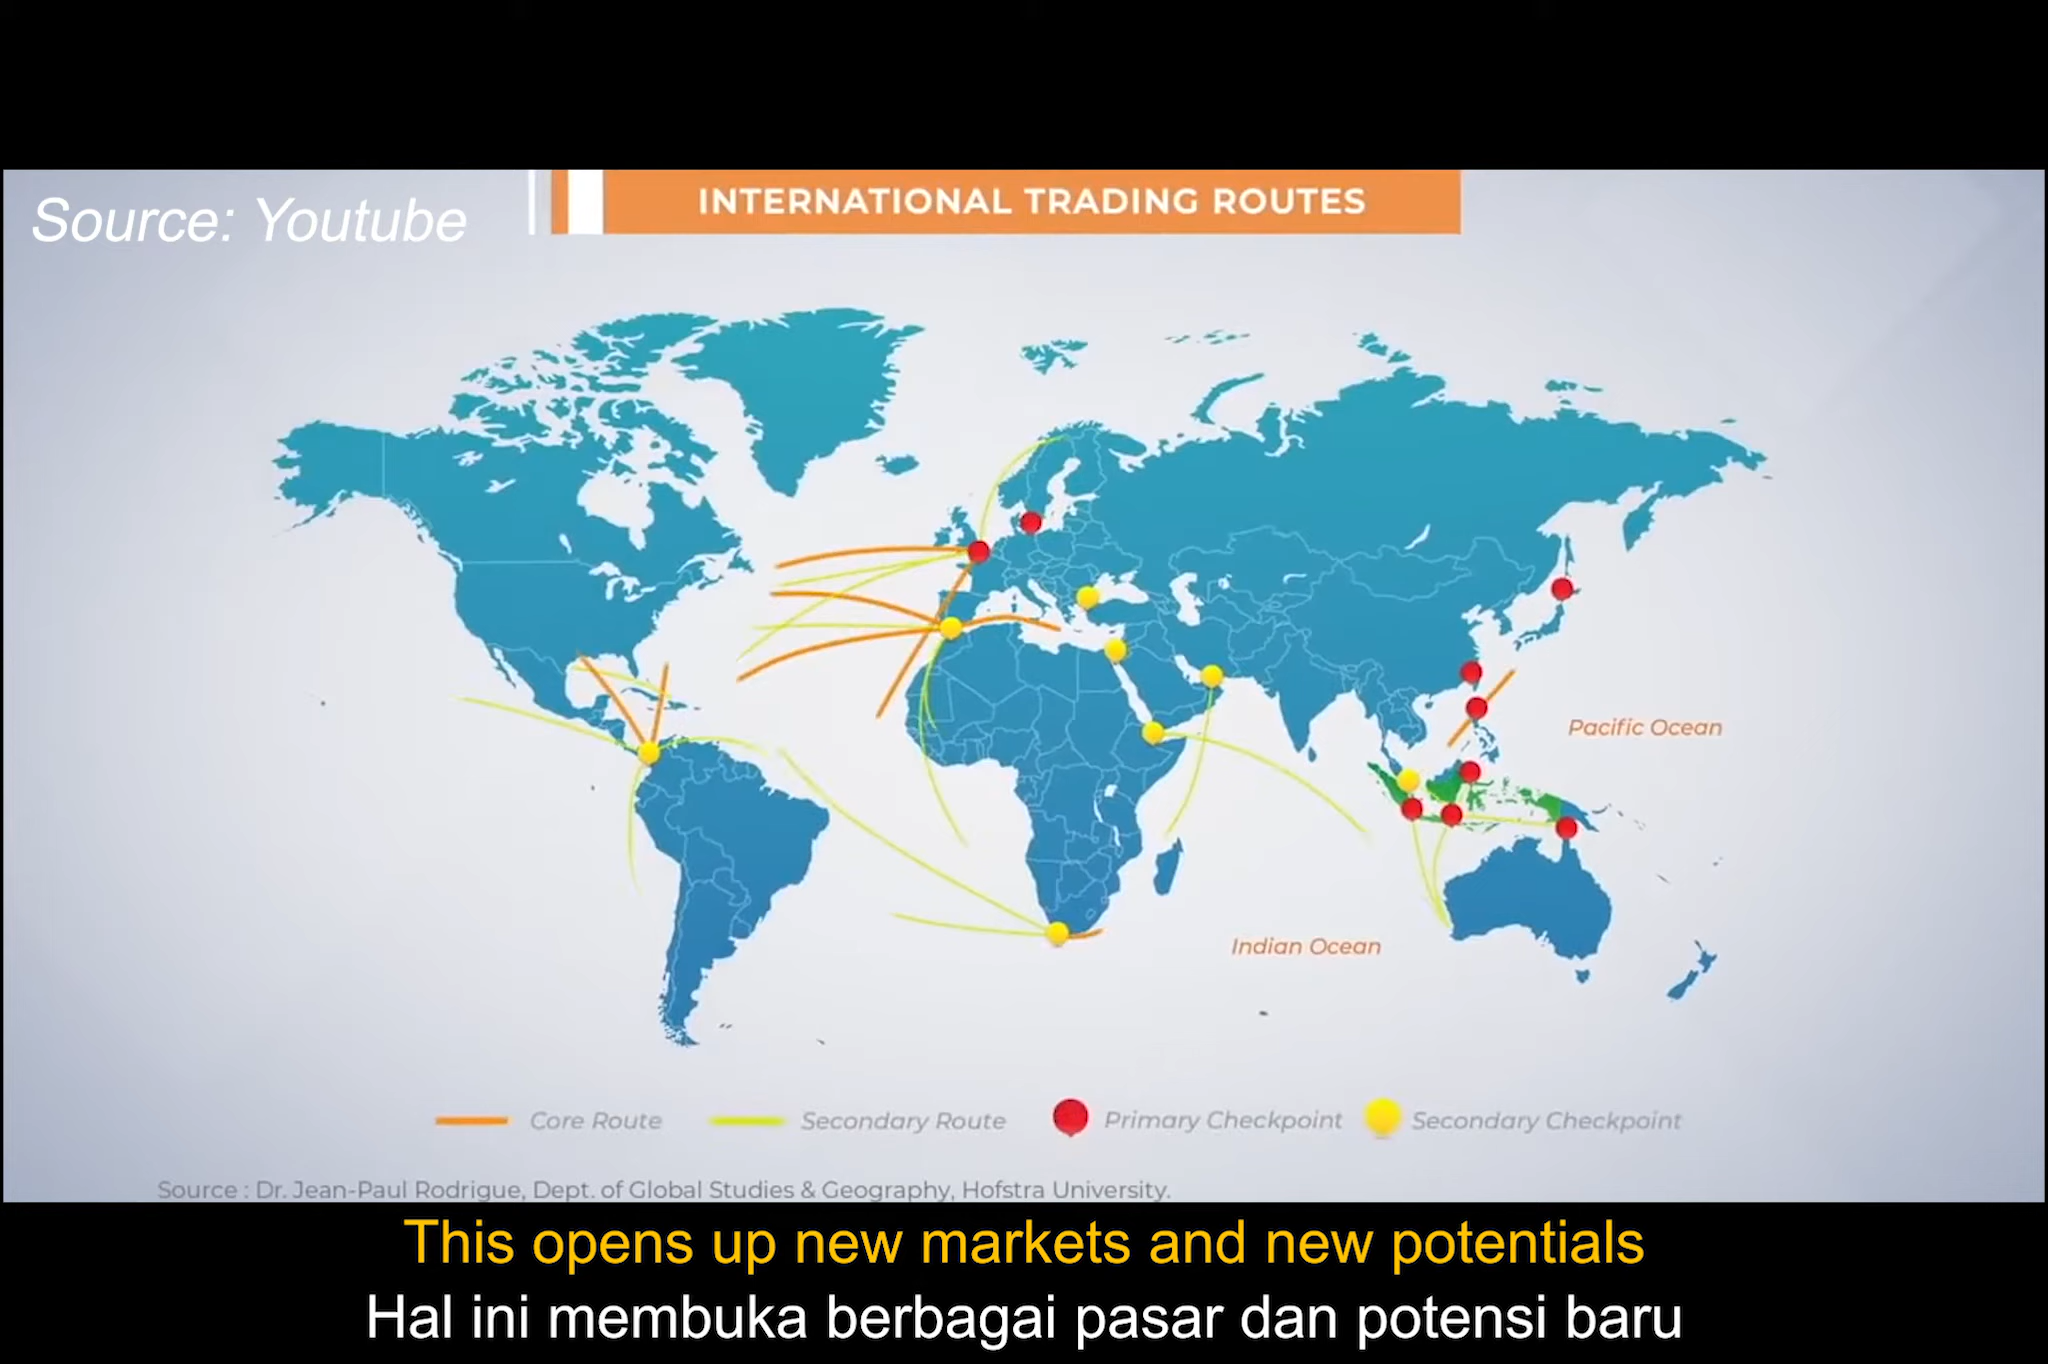 Source: Youtube
INTERNATIONAL TRADING ROUTES
Pacific Ocean
Indian Ocean
Core Route
Secondary Route
Primary Checkpoint
Secondary Checkpoint
Source : Dr. Jean-Paul Rodrigue, Dept. of Global Studies & Geography, Hofstra University.
This opens up new markets and new potentials
Hal ini membuka berbagai pasar dan potensi baru